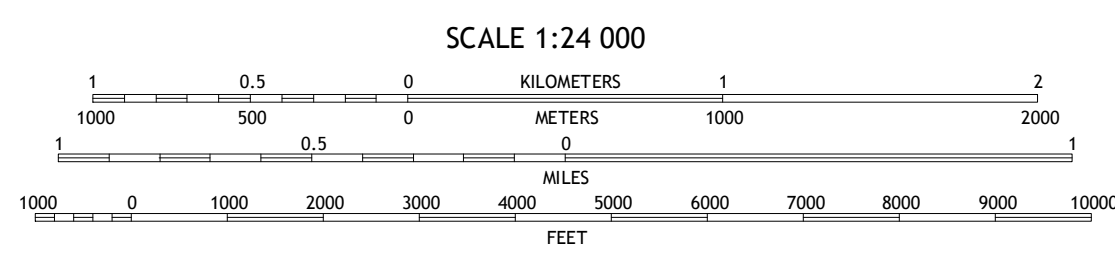 SCALE 1:24 000
1 0.5 0 KILOMETERS 1 2
1000 500 0 METERS 1000 2000
1 0.5 0 1
MILES
1000 0 1000 2000 3000 4000 5000 6000 7000 8000 9000 10000
FEET